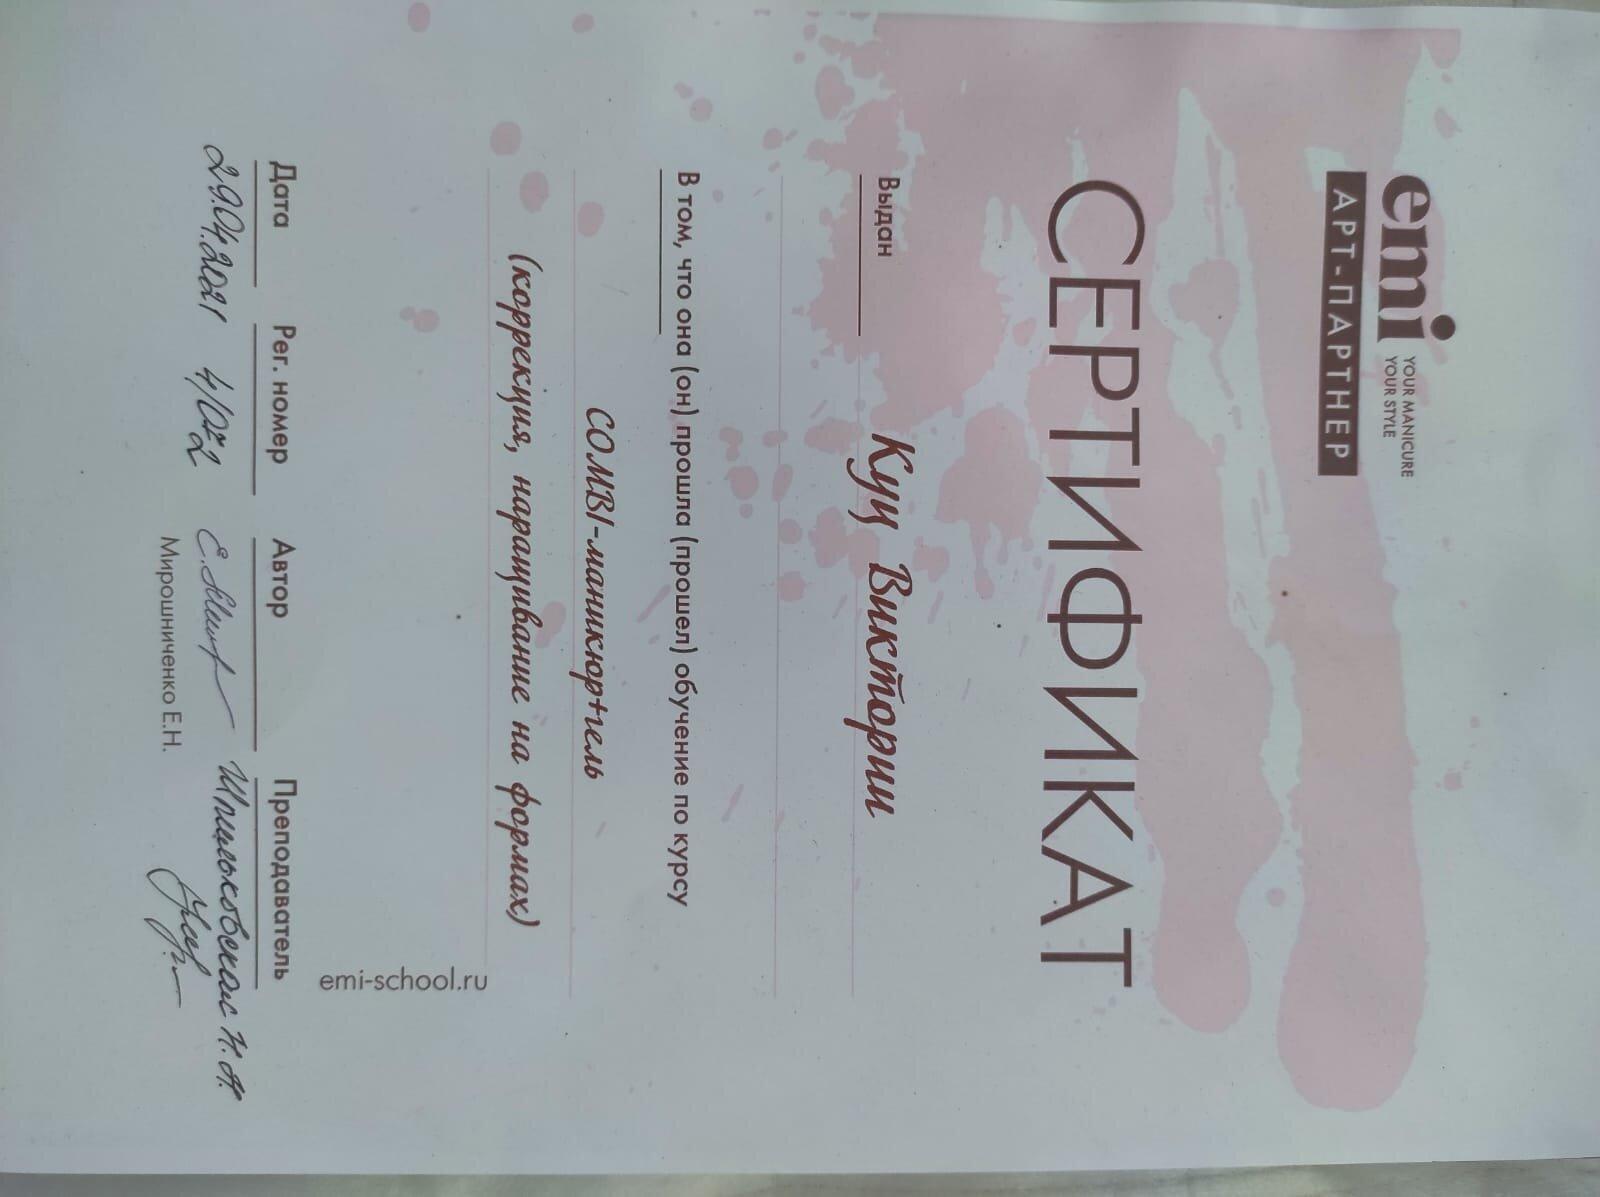 emi
YOUR MANICURE
YOUR STYLE
АРТ-ПАРТНЕР
СЕРТИФИКАТ
Выдан Куц Виктории
В том, что она (он) прошла (прошел) обучение по курсу
COMBI-маникюр+гель
(коррекция, наращивание на формах)
emi-school.ru
Дата Рег. номер Автор Преподаватель
29.04.2021 Н.А.
Мирошниченко Е.Н.